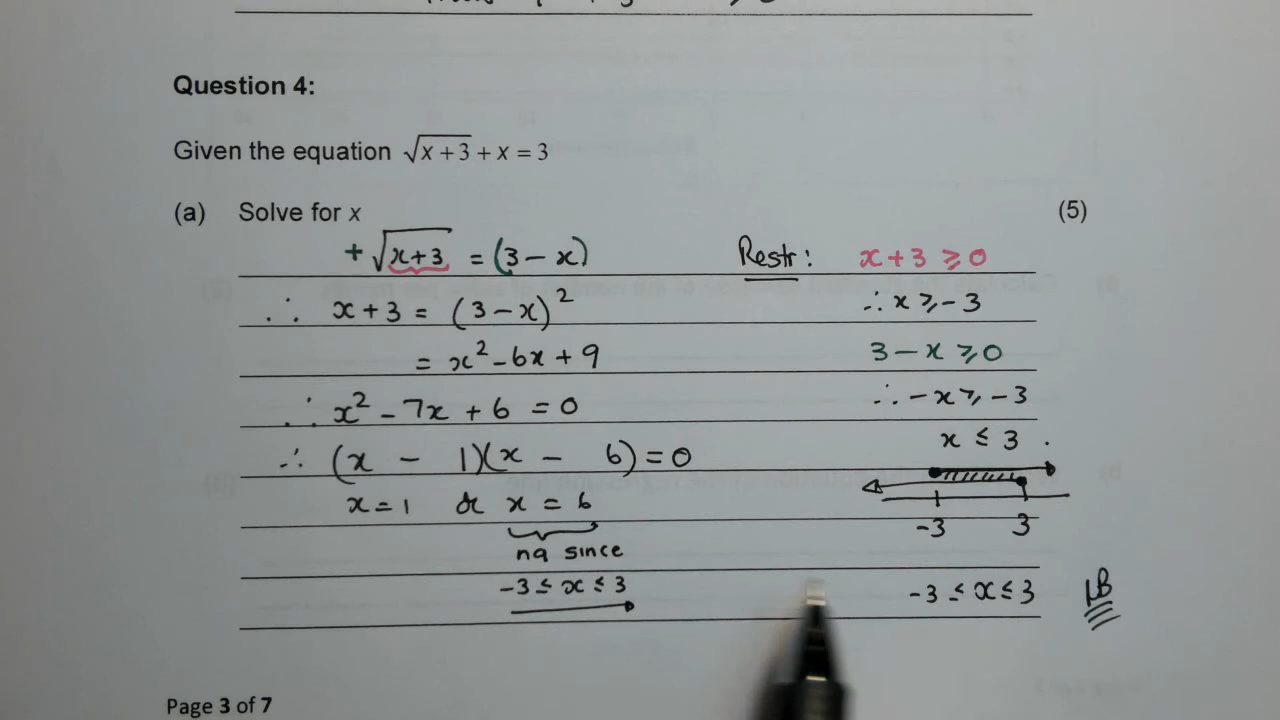 Question 4:
Given the equation √x + 3 + x = 3
(a) Solve for x (5)
+√x+3 = (3 - x) Restr: x + 3 ⩾ 0
∴ x + 3 = (3 - x)² ∴ x ⩾ -3
= x² - 6x + 9 3 - x ⩾ 0
∴ x² - 7x + 6 = 0 ∴ -x ⩾ -3
∴ (x - 1)(x - 6) = 0 x ≤ 3 .
x = 1 or x = 6
-3 3
na since
-3 ≤ x ≤ 3 -3 ≤ x ≤ 3
Page 3 of 7